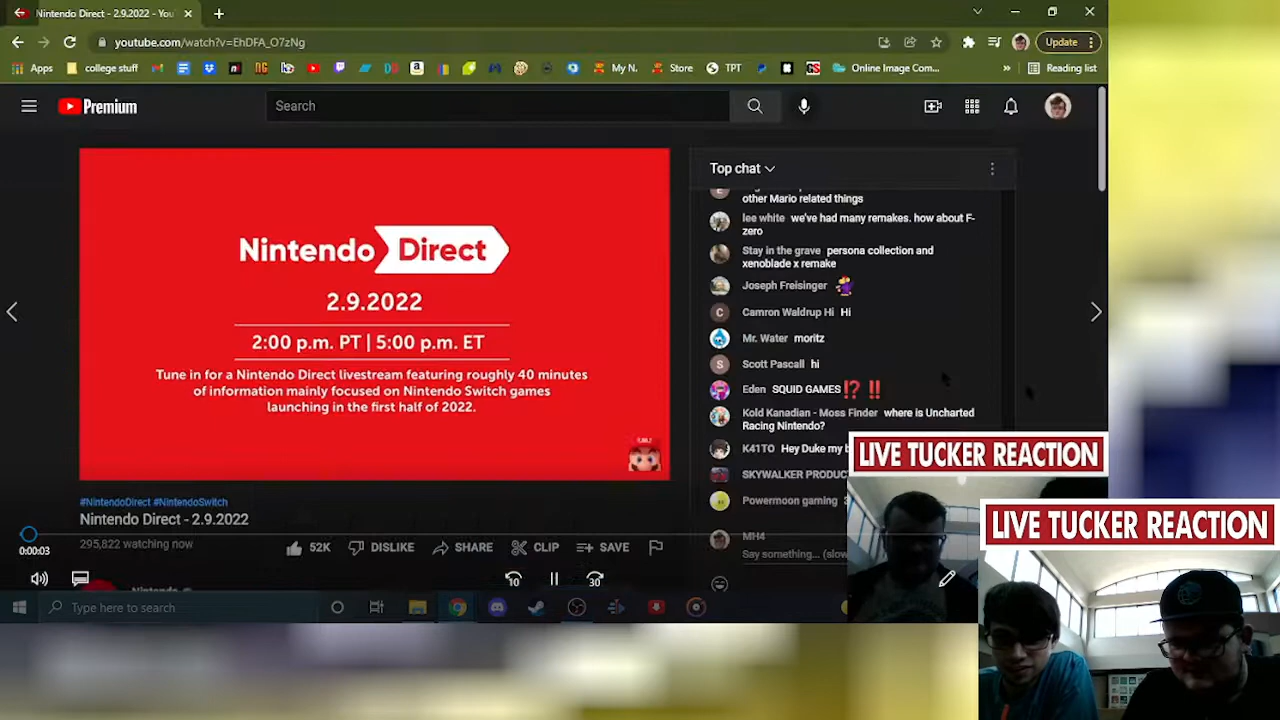 Nintendo Direct - 2.9.2022 - You
youtube.com/watch?v=EhDFA_O7zNg
Update
Apps
college stuff
My N.
Store
TPT
Online Image Com...
»
Reading list
Premium
Search
Nintendo Direct
2.9.2022
2:00 p.m. PT | 5:00 p.m. ET
Tune in for a Nintendo Direct livestream featuring roughly 40 minutes
of information mainly focused on Nintendo Switch games
launching in the first half of 2022.
#NintendoDirect #NintendoSwitch
Nintendo Direct - 2.9.2022
295,822 watching now
52K
DISLIKE
SHARE
CLIP
SAVE
0:00:03
10
30
Top chat
other Mario related things
lee white we've had many remakes. how about F-
zero
Stay in the grave persona collection and
xenoblade x remake
Joseph Freisinger
C Camron Waldrup Hi Hi
Mr. Water moritz
S Scott Pascall hi
Eden SQUID GAMES⁉️‼️
Kold Kanadian - Moss Finder where is Uncharted
Racing Nintendo?
K41TO Hey Duke my b
SKYWALKER PRODUC
Powermoon gaming
MH4
Say something... (slow
LIVE TUCKER REACTION
LIVE TUCKER REACTION
Type here to search